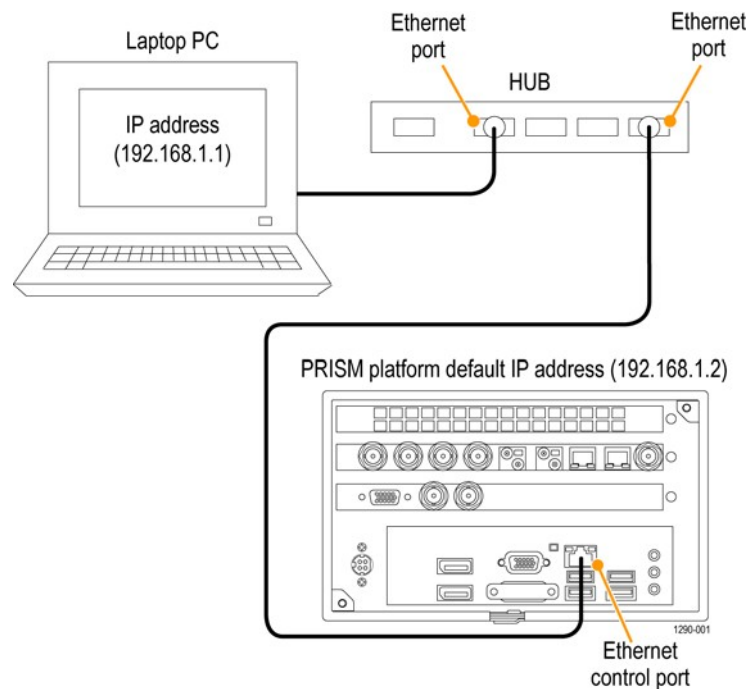 Laptop PC
Ethernet
port
Ethernet
port
HUB
IP address
(192.168.1.1)
PRISM platform default IP address (192.168.1.2)
1290-001
Ethernet
control port